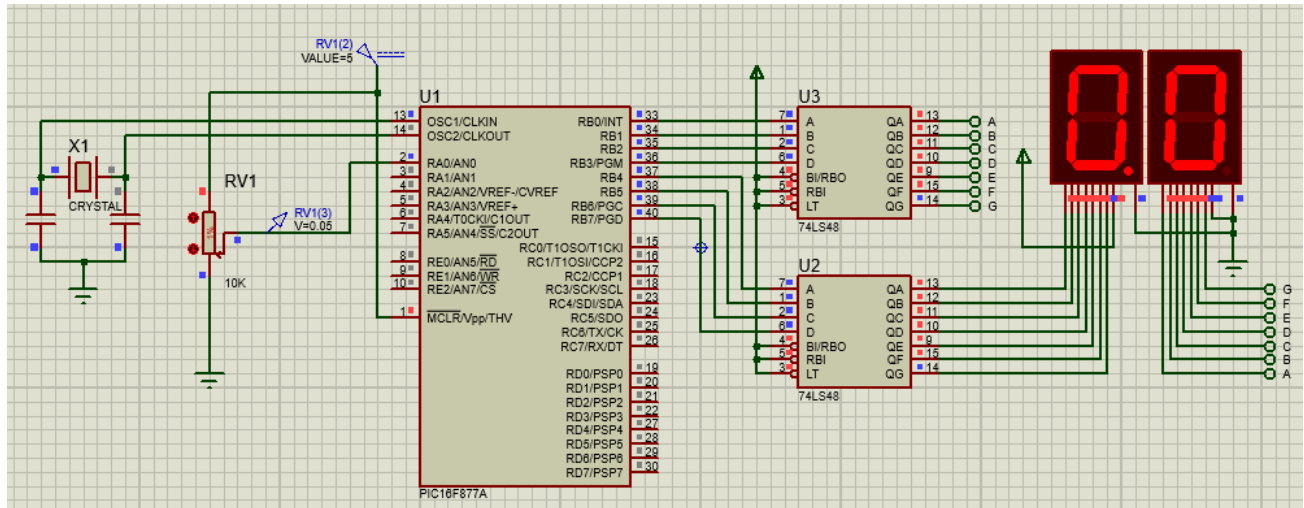 RV1(2)
VALUE=5
X1
CRYSTAL
RV1
1%
10K
RV1(3)
V=0.05
U1
13 OSC1/CLKIN
14 OSC2/CLKOUT
2 RA0/AN0
3 RA1/AN1
4 RA2/AN2/VREF-/CVREF
5 RA3/AN3/VREF+
6 RA4/T0CKI/C1OUT
7 RA5/AN4/SS/C2OUT
8 RE0/AN5/RD
9 RE1/AN6/WR
10 RE2/AN7/CS
1 MCLR/Vpp/THV
RB0/INT 33
RB1 34
RB2 35
RB3/PGM 36
RB4 37
RB5 38
RB6/PGC 39
RB7/PGD 40
RC0/T1OSO/T1CKI 15
RC1/T1OSI/CCP2 16
RC2/CCP1 17
RC3/SCK/SCL 18
RC4/SDI/SDA 23
RC5/SDO 24
RC6/TX/CK 25
RC7/RX/DT 26
RD0/PSP0 19
RD1/PSP1 20
RD2/PSP2 21
RD3/PSP3 22
RD4/PSP4 27
RD5/PSP5 28
RD6/PSP6 29
RD7/PSP7 30
PIC16F877A
U3
7 A QA 13 A
1 B QB 12 B
2 C QC 11 C
6 D QD 10 D
4 BI/RBO QE 9 E
5 RBI QF 15 F
3 LT QG 14 G
74LS48
U2
7 A QA 13
1 B QB 12
2 C QC 11
6 D QD 10
4 BI/RBO QE 9
5 RBI QF 15
3 LT QG 14
74LS48
00
G
F
E
D
C
B
A